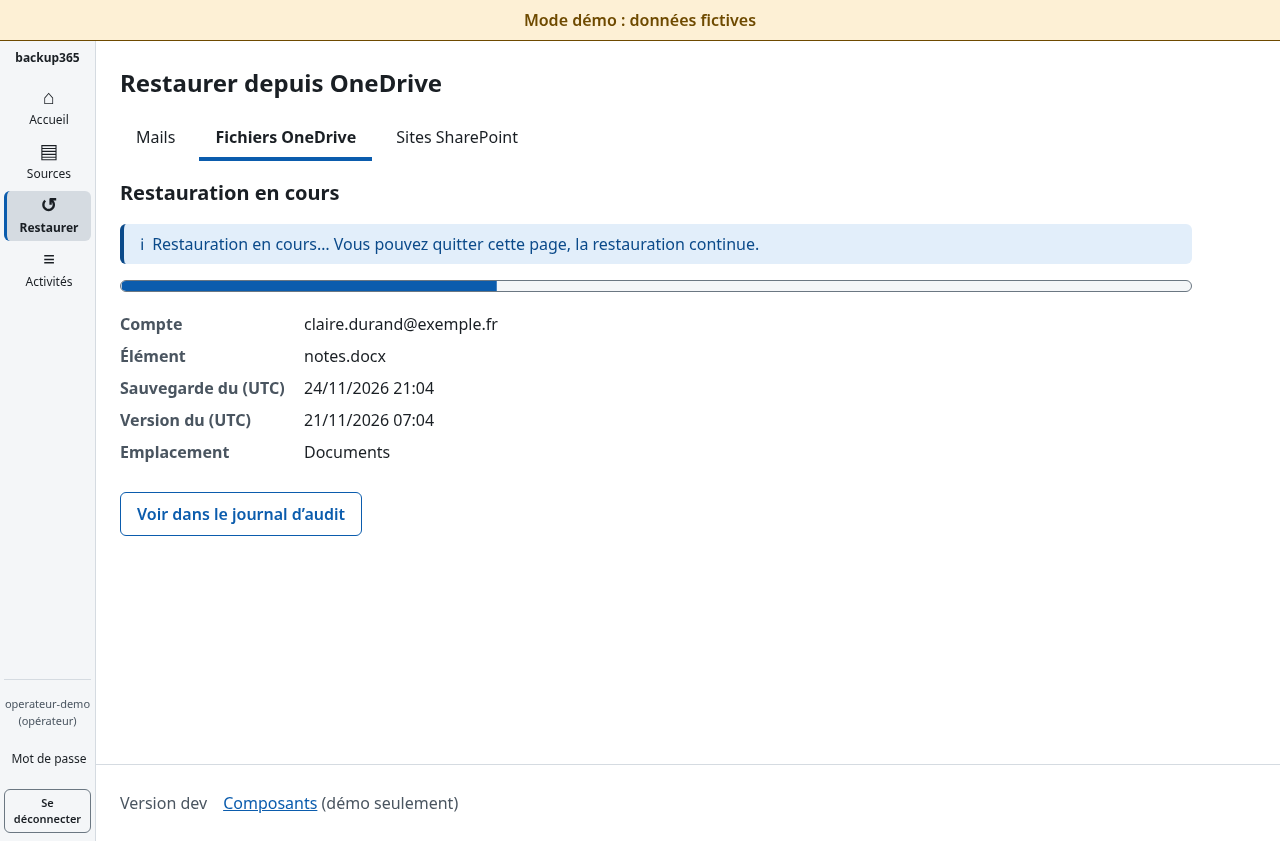 Mode démo : données fictives
backup365
Accueil
Sources
Restaurer
Activités
operateur-demo
(opérateur)
Mot de passe
Se
déconnecter
Restaurer depuis OneDrive
Mails
Fichiers OneDrive
Sites SharePoint
Restauration en cours
i Restauration en cours… Vous pouvez quitter cette page, la restauration continue.
Compte claire.durand@exemple.fr
Élément notes.docx
Sauvegarde du (UTC) 24/11/2026 21:04
Version du (UTC) 21/11/2026 07:04
Emplacement Documents
Voir dans le journal d’audit
Version dev Composants (démo seulement)